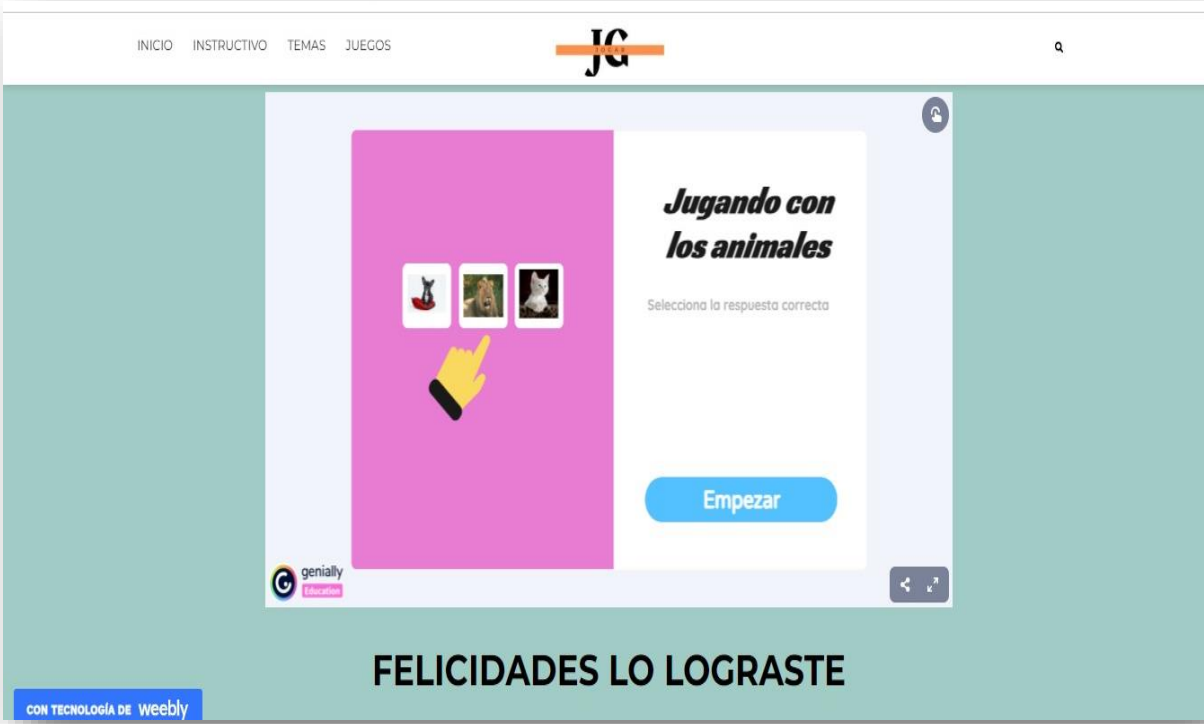 INICIO INSTRUCTIVO TEMAS JUEGOS
JG
JOCAR
Jugando con
los animales
Selecciona la respuesta correcta
Empezar
genially
Education
FELICIDADES LO LOGRASTE
CON TECNOLOGÍA DE weebly